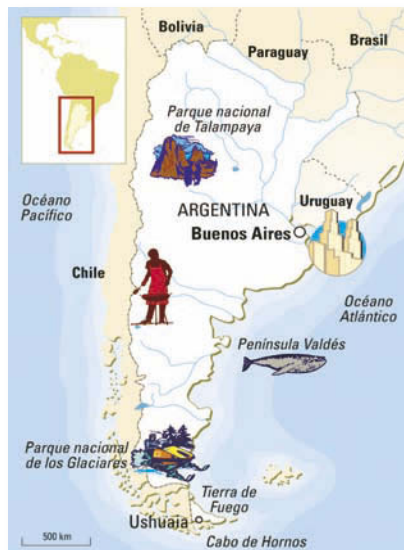 Bolivia
Paraguay
Brasil
Parque nacional
de Talampaya
Océano
Pacífico
ARGENTINA
Uruguay
Buenos Aires
Chile
Océano
Atlántico
Península Valdés
Parque nacional
de los Glaciares
Tierra de
Fuego
Ushuaia
500 km
Cabo de Hornos